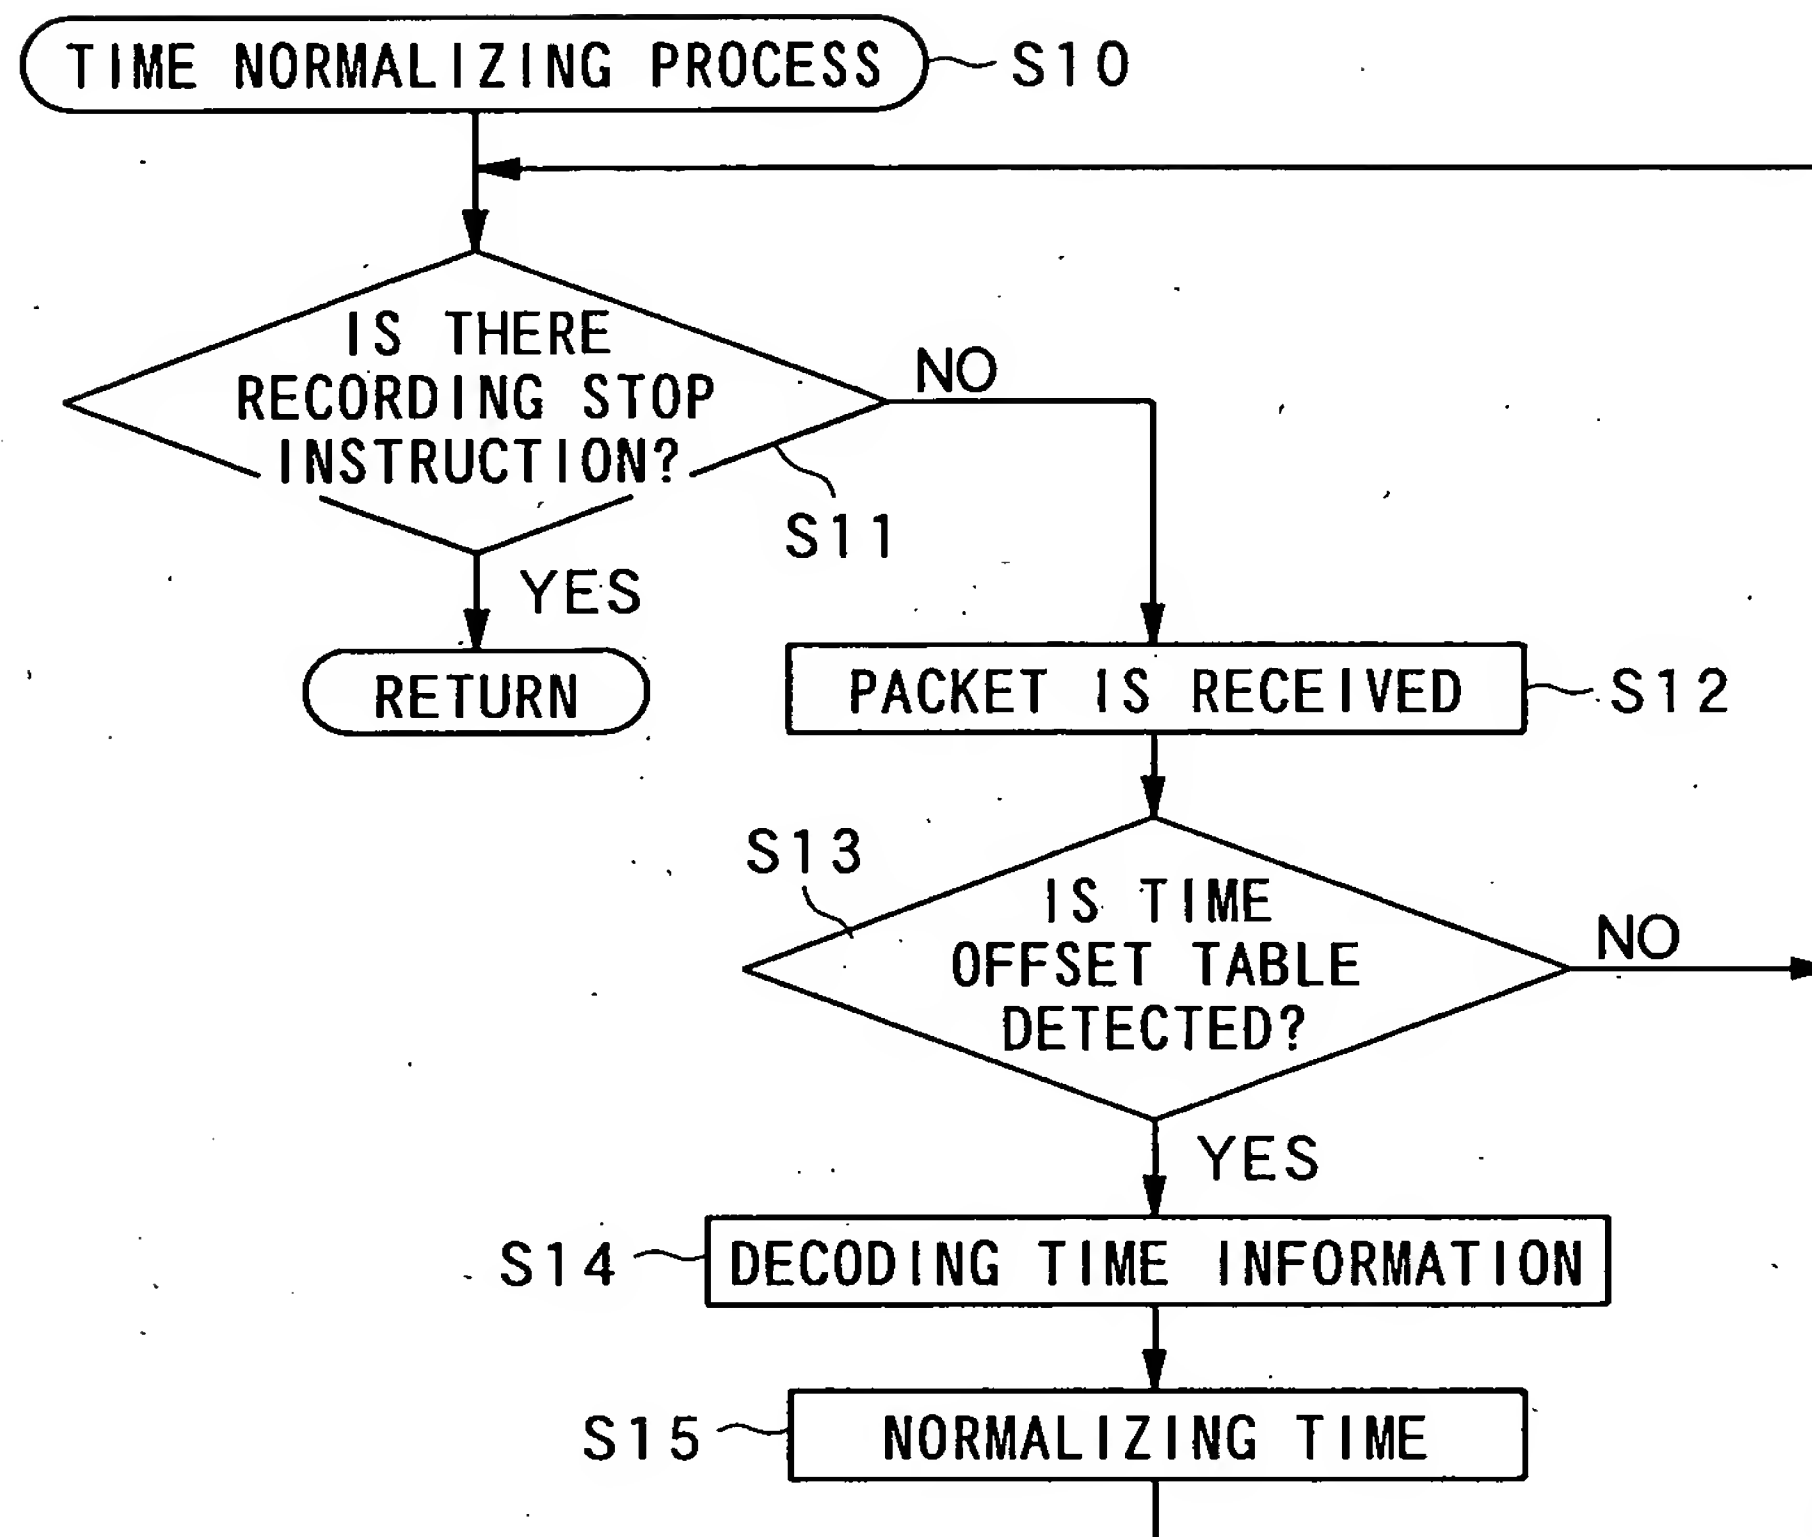 TIME NORMALIZING PROCESS S10
IS THERE
RECORDING STOP
INSTRUCTION?
NO
S11
YES
RETURN
PACKET IS RECEIVED S12
S13
IS TIME
OFFSET TABLE
DETECTED?
NO
YES
S14 DECODING TIME INFORMATION
S15 NORMALIZING TIME